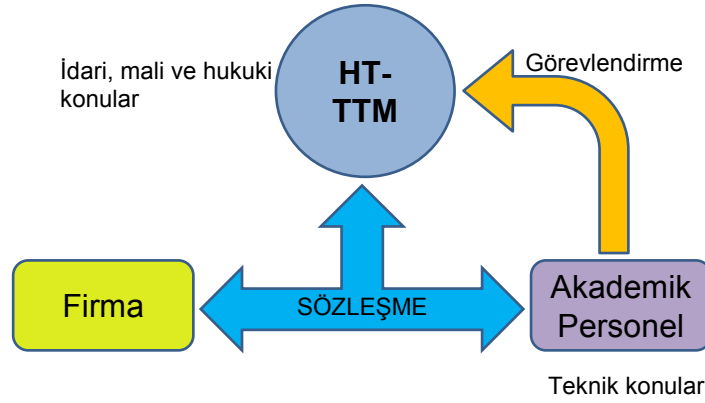 İdari, mali ve hukuki
konular
HT-
TTM
Görevlendirme
Firma
SÖZLEŞME
Akademik
Personel
Teknik konular